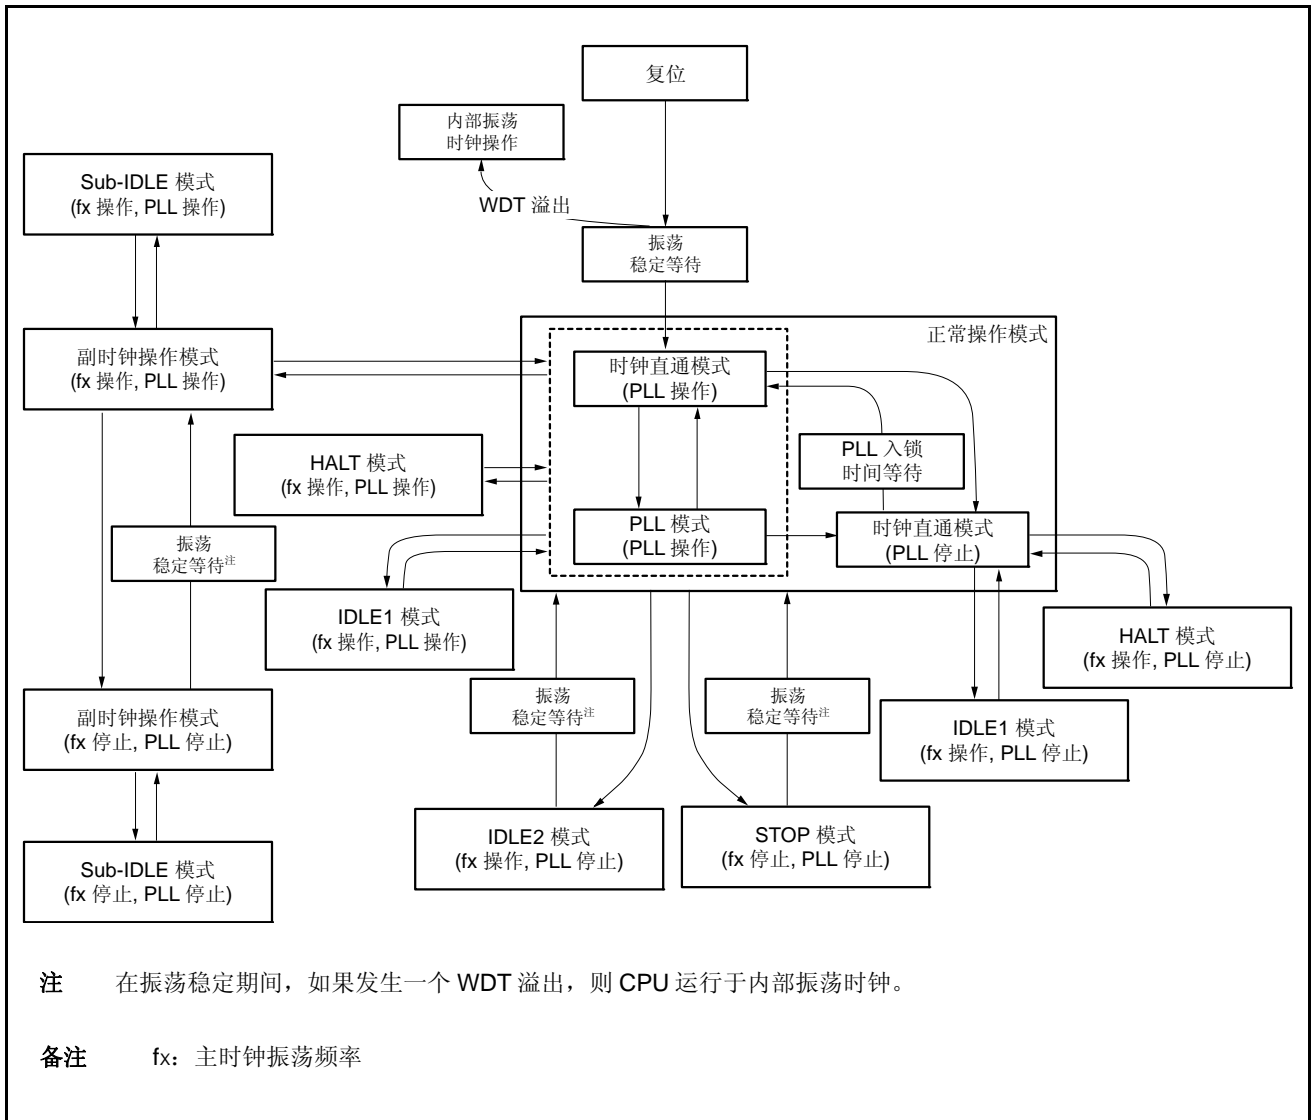 复位
内部振荡
时钟操作
Sub-IDLE 模式
(fx 操作, PLL 操作)
WDT 溢出
振荡
稳定等待
正常操作模式
副时钟操作模式
(fx 操作, PLL 操作)
时钟直通模式
(PLL 操作)
HALT 模式
(fx 操作, PLL 操作)
PLL 入锁
时间等待
PLL 模式
(PLL 操作)
时钟直通模式
(PLL 停止)
振荡
稳定等待注
IDLE1 模式
(fx 操作, PLL 操作)
HALT 模式
(fx 操作, PLL 停止)
振荡
稳定等待注
振荡
稳定等待注
副时钟操作模式
(fx 停止, PLL 停止)
IDLE1 模式
(fx 操作, PLL 停止)
IDLE2 模式
(fx 操作, PLL 停止)
STOP 模式
(fx 停止, PLL 停止)
Sub-IDLE 模式
(fx 停止, PLL 停止)
注 在振荡稳定期间，如果发生一个 WDT 溢出，则 CPU 运行于内部振荡时钟。
备注 fx：主时钟振荡频率